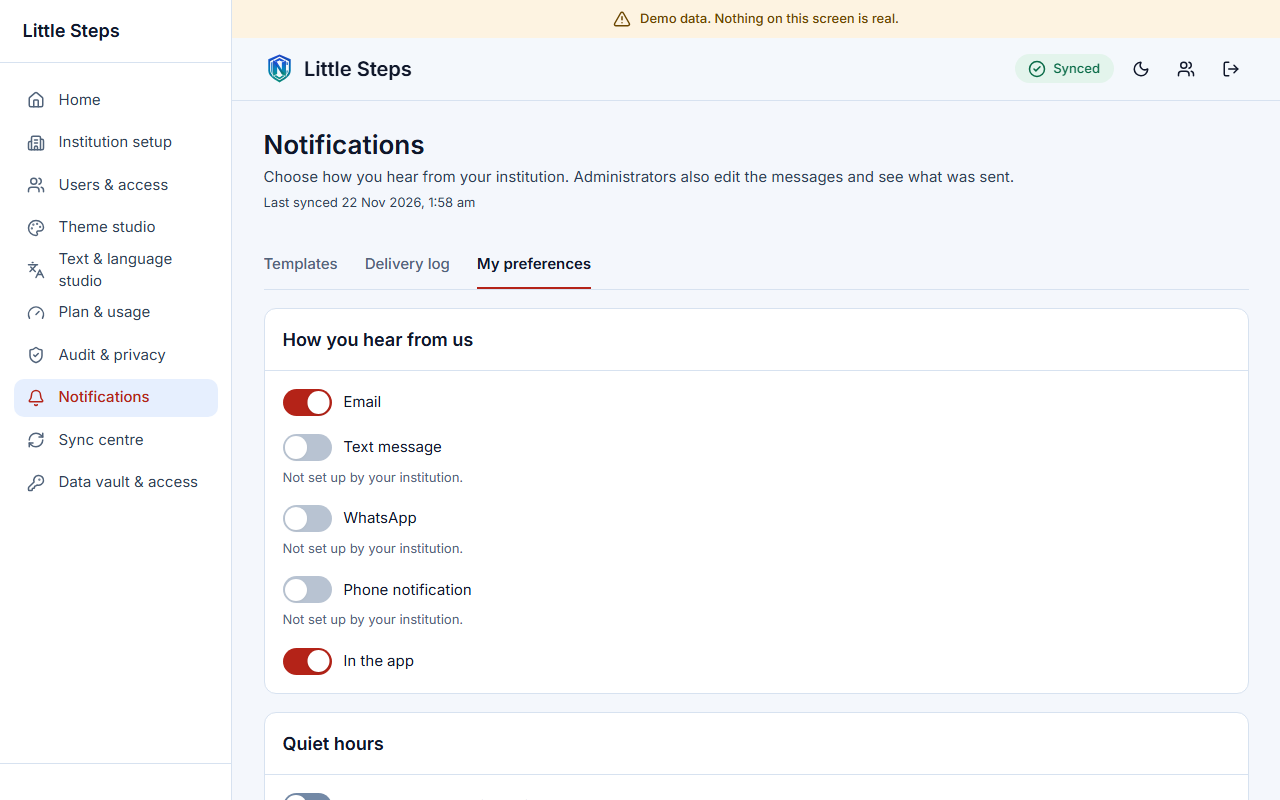 Little Steps
Demo data. Nothing on this screen is real.
Little Steps
Synced
Home
Institution setup
Users & access
Theme studio
Text & language
studio
Plan & usage
Audit & privacy
Notifications
Sync centre
Data vault & access
Notifications
Choose how you hear from your institution. Administrators also edit the messages and see what was sent.
Last synced 22 Nov 2026, 1:58 am
Templates
Delivery log
My preferences
How you hear from us
Email
Text message
Not set up by your institution.
WhatsApp
Not set up by your institution.
Phone notification
Not set up by your institution.
In the app
Quiet hours